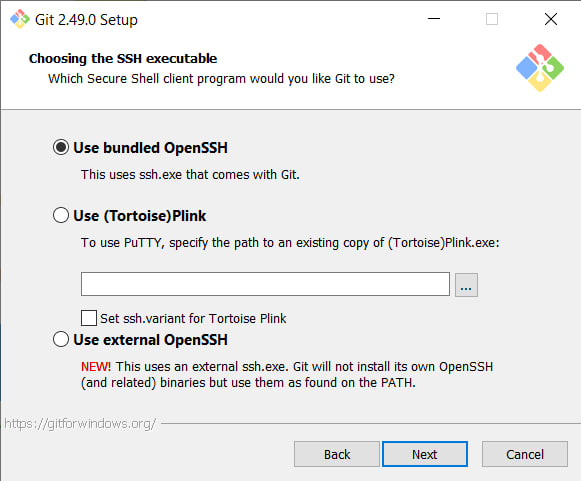 Git 2.49.0 Setup
Choosing the SSH executable
Which Secure Shell client program would you like Git to use?
Use bundled OpenSSH
This uses ssh.exe that comes with Git.
Use (Tortoise)Plink
To use PuTTY, specify the path to an existing copy of (Tortoise)Plink.exe:
...
Set ssh.variant for Tortoise Plink
Use external OpenSSH
NEW! This uses an external ssh.exe. Git will not install its own OpenSSH
(and related) binaries but use them as found on the PATH.
https://gitforwindows.org/
Back
Next
Cancel